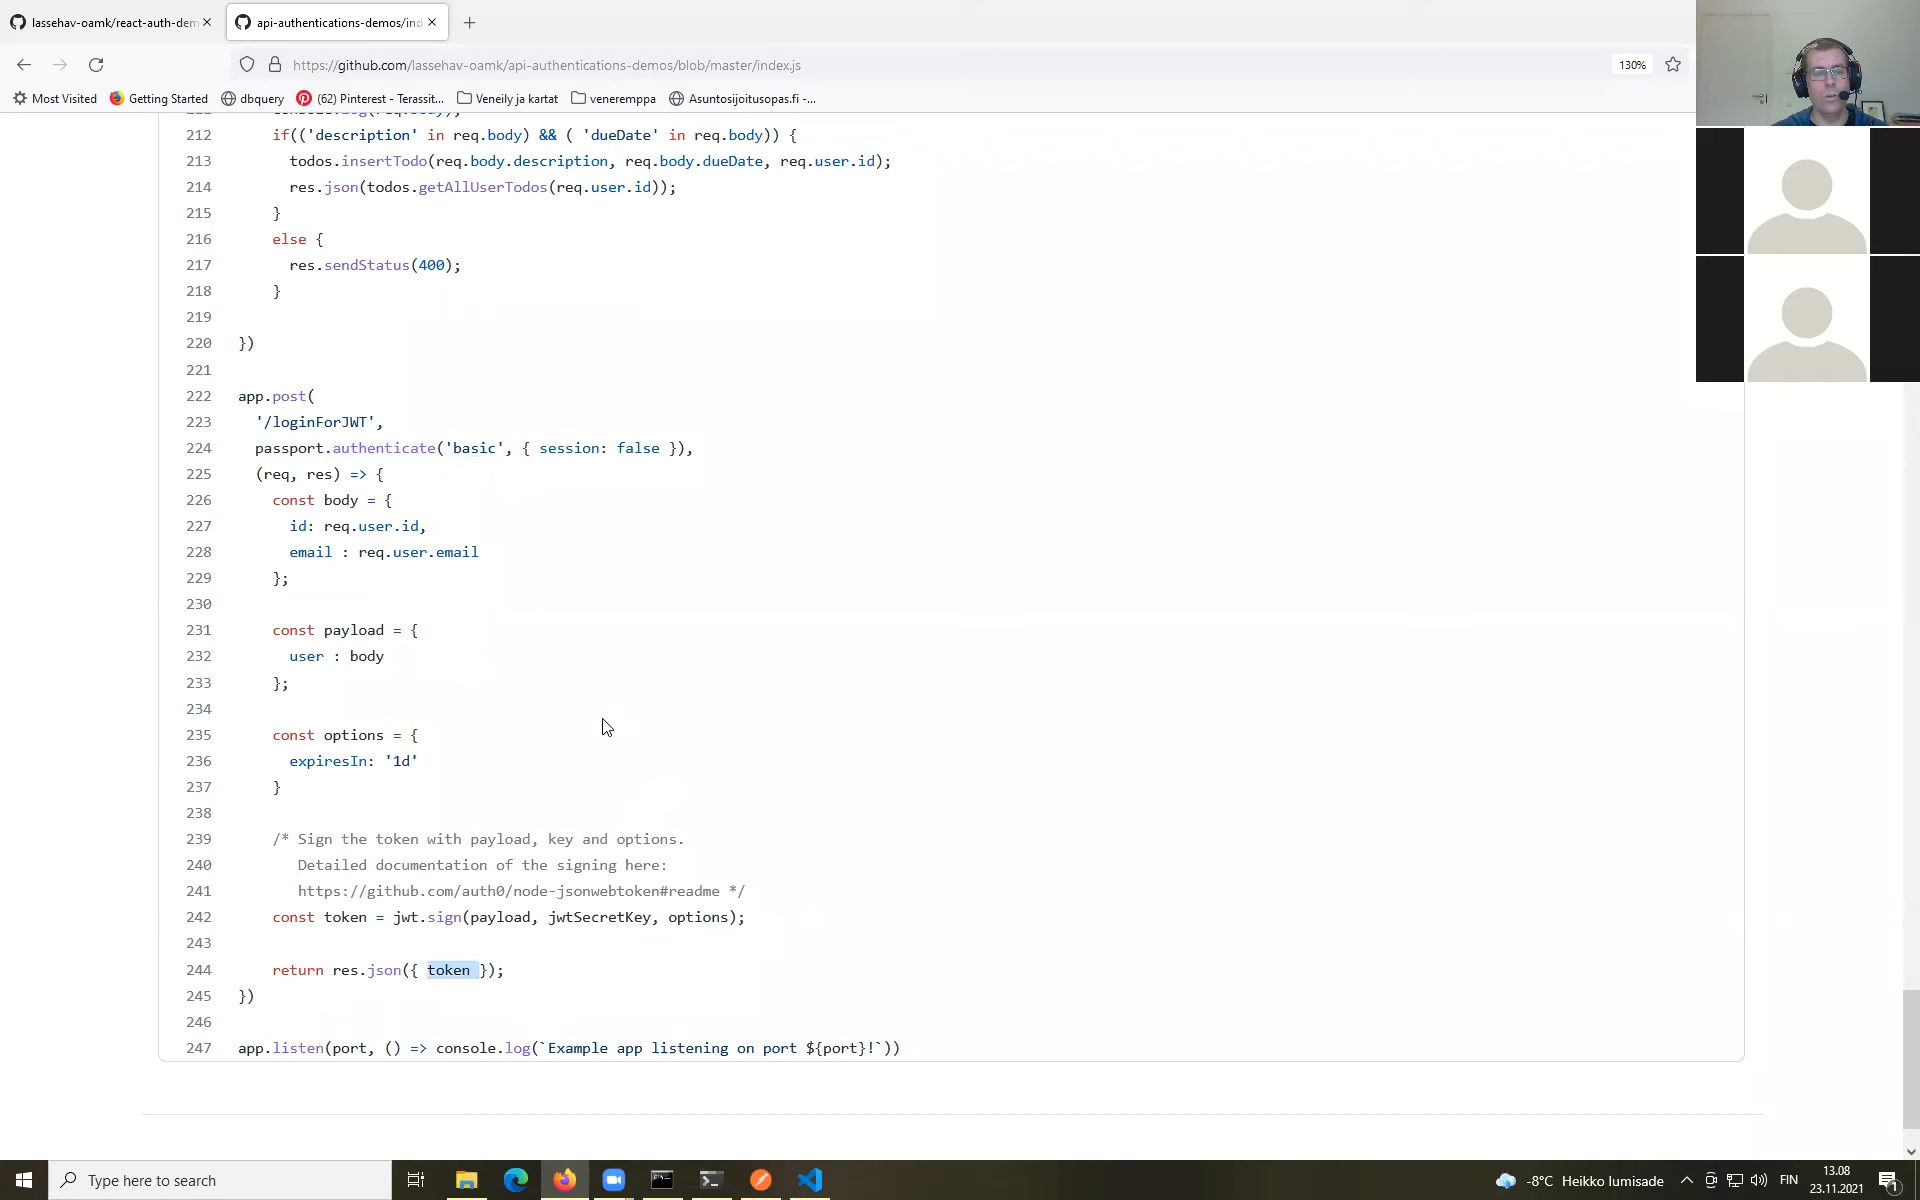 lassehav-oamk/react-auth-dem
api-authentications-demos/ind
https://github.com/lassehav-oamk/api-authentications-demos/blob/master/index.js
130%
Most Visited
Getting Started
dbquery
(62) Pinterest - Terassit...
Veneily ja kartat
veneremppa
Asuntosijoitusopas.fi -...
212 if(('description' in req.body) && ( 'dueDate' in req.body)) {
213 todos.insertTodo(req.body.description, req.body.dueDate, req.user.id);
214 res.json(todos.getAllUserTodos(req.user.id));
215 }
216 else {
217 res.sendStatus(400);
218 }
219
220 })
221
222 app.post(
223 '/loginForJWT',
224 passport.authenticate('basic', { session: false }),
225 (req, res) => {
226 const body = {
227 id: req.user.id,
228 email : req.user.email
229 };
230
231 const payload = {
232 user : body
233 };
234
235 const options = {
236 expiresIn: '1d'
237 }
238
239 /* Sign the token with payload, key and options.
240 Detailed documentation of the signing here:
241 https://github.com/auth0/node-jsonwebtoken#readme */
242 const token = jwt.sign(payload, jwtSecretKey, options);
243
244 return res.json({ token });
245 })
246
247 app.listen(port, () => console.log(`Example app listening on port ${port}!`))
Type here to search
-8°C Heikko lumisade
FIN
13.08
23.11.2021
1